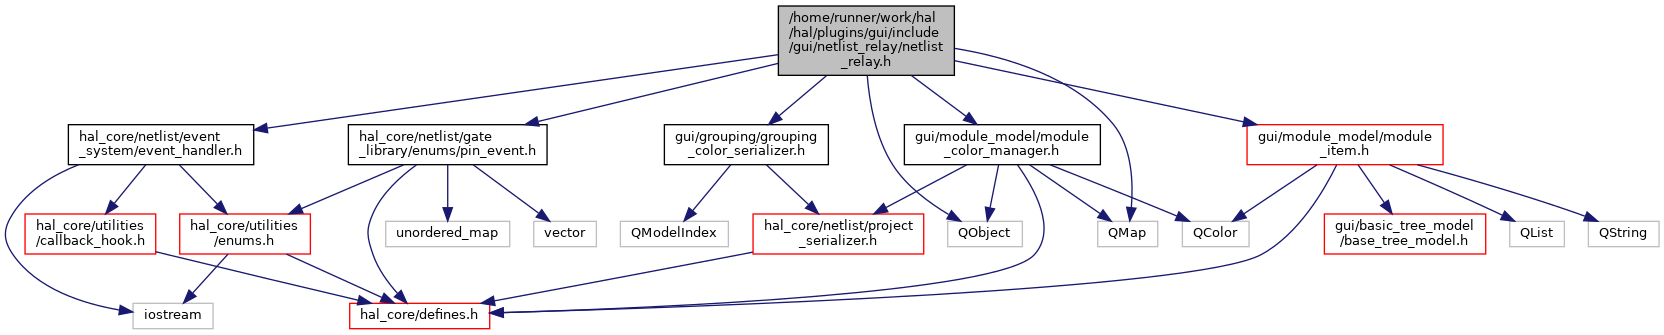 /home/runner/work/hal
/hal/plugins/gui/include
/gui/netlist_relay/netlist
_relay.h
hal_core/netlist/event
_system/event_handler.h
hal_core/netlist/gate
_library/enums/pin_event.h
gui/grouping/grouping
_color_serializer.h
gui/module_model/module
_color_manager.h
gui/module_model/module
_item.h
hal_core/utilities
/callback_hook.h
hal_core/utilities
/enums.h
unordered_map
vector
QModelIndex
hal_core/netlist/project
_serializer.h
QObject
QMap
QColor
gui/basic_tree_model
/base_tree_model.h
QList
QString
iostream
hal_core/defines.h